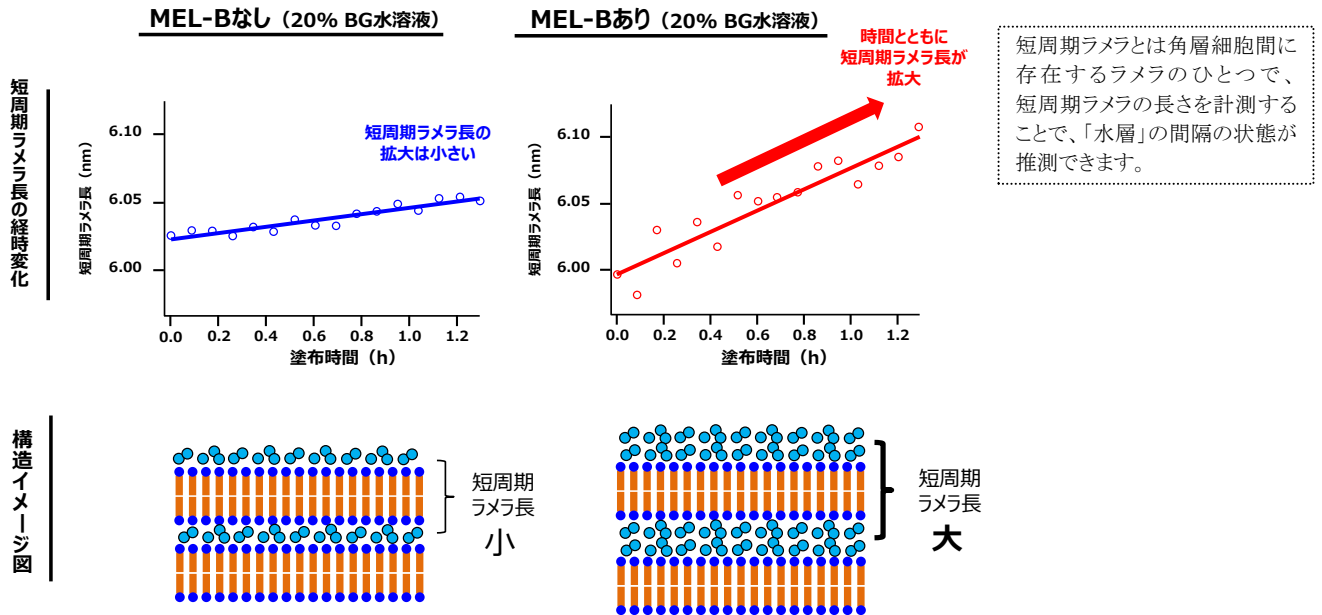 MEL-Bなし（20% BG水溶液）
MEL-Bあり（20% BG水溶液）
短周期ラメラ長の経時変化
短周期ラメラ長（nm）
6.10
6.05
6.00
短周期ラメラ長の
拡大は小さい
0.0 0.2 0.4 0.6 0.8 1.0 1.2
塗布時間（h）
時間とともに
短周期ラメラ長が
拡大
短周期ラメラ長（nm）
6.10
6.05
6.00
0.0 0.2 0.4 0.6 0.8 1.0 1.2
塗布時間（h）
短周期ラメラとは角層細胞間に
存在するラメラのひとつで、
短周期ラメラの長さを計測する
ことで、「水層」の間隔の状態が
推測できます。
構造イメージ図
短周期
ラメラ長
小
短周期
ラメラ長
大